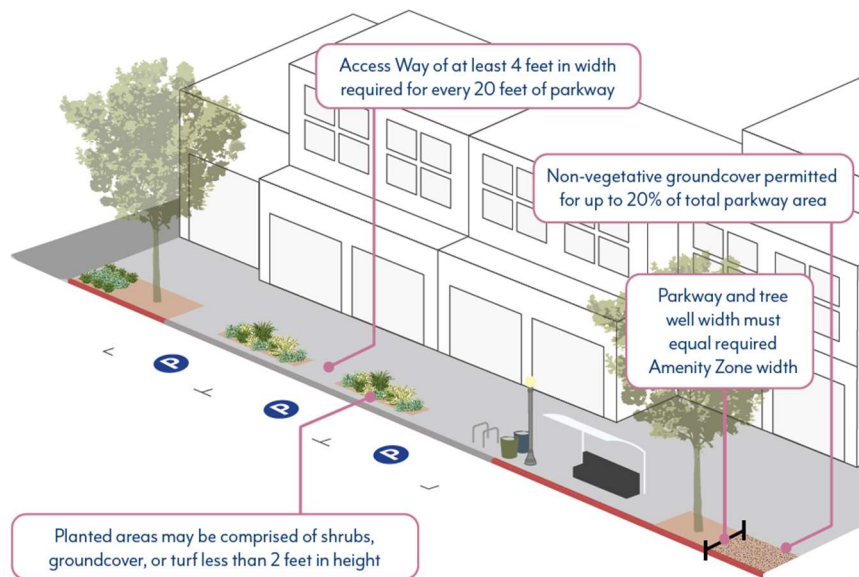 Access Way of at least 4 feet in width
required for every 20 feet of parkway
Non-vegetative groundcover permitted
for up to 20% of total parkway area
Parkway and tree
well width must
equal required
Amenity Zone width
P
P
P
Planted areas may be comprised of shrubs,
groundcover, or turf less than 2 feet in height